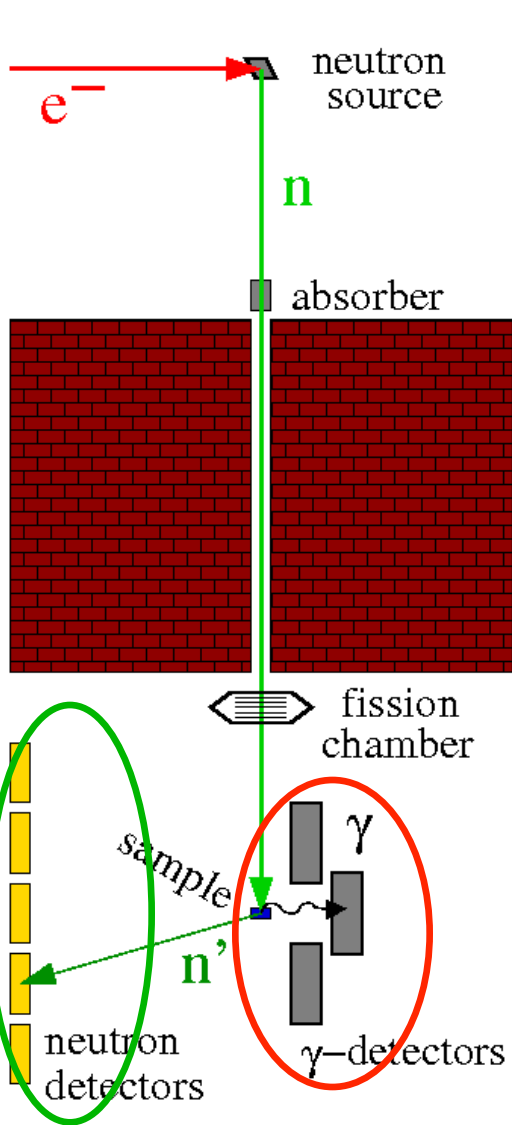 neutron
source
e⁻
n
absorber
fission
chamber
γ
sample
n’
neutron
detectors
γ–detectors